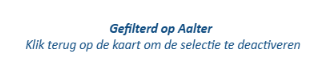 Gefilterd op Aalter
Klik terug op de kaart om de selectie te deactiveren